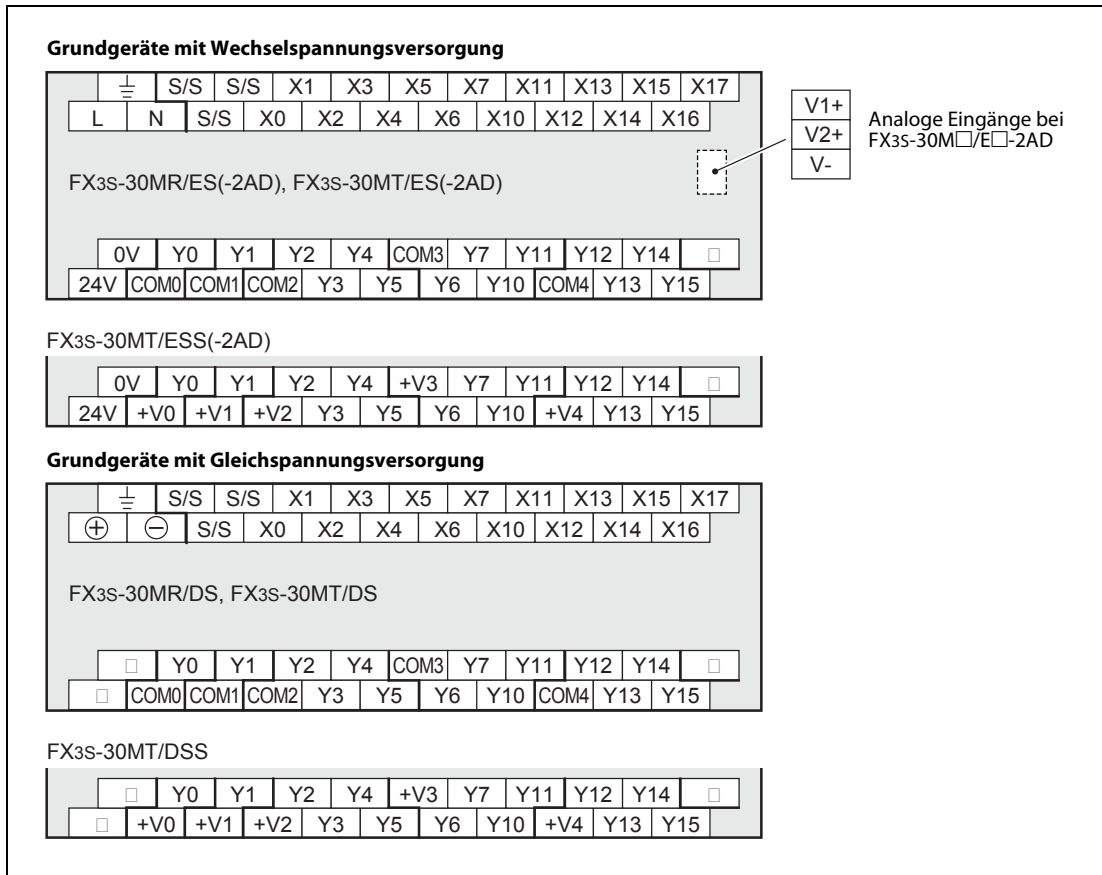 Grundgeräte mit Wechselspannungsversorgung
⏚ S/S S/S X1 X3 X5 X7 X11 X13 X15 X17
L N S/S X0 X2 X4 X6 X10 X12 X14 X16
V1+
V2+
V-
Analoge Eingänge bei
FX3S-30M□/E□-2AD
FX3S-30MR/ES(-2AD), FX3S-30MT/ES(-2AD)
0V Y0 Y1 Y2 Y4 COM3 Y7 Y11 Y12 Y14 □
24V COM0 COM1 COM2 Y3 Y5 Y6 Y10 COM4 Y13 Y15
FX3S-30MT/ESS(-2AD)
0V Y0 Y1 Y2 Y4 +V3 Y7 Y11 Y12 Y14 □
24V +V0 +V1 +V2 Y3 Y5 Y6 Y10 +V4 Y13 Y15
Grundgeräte mit Gleichspannungsversorgung
⏚ S/S S/S X1 X3 X5 X7 X11 X13 X15 X17
⊕ ⊖ S/S X0 X2 X4 X6 X10 X12 X14 X16
FX3S-30MR/DS, FX3S-30MT/DS
□ Y0 Y1 Y2 Y4 COM3 Y7 Y11 Y12 Y14 □
□ COM0 COM1 COM2 Y3 Y5 Y6 Y10 COM4 Y13 Y15
FX3S-30MT/DSS
□ Y0 Y1 Y2 Y4 +V3 Y7 Y11 Y12 Y14 □
□ +V0 +V1 +V2 Y3 Y5 Y6 Y10 +V4 Y13 Y15